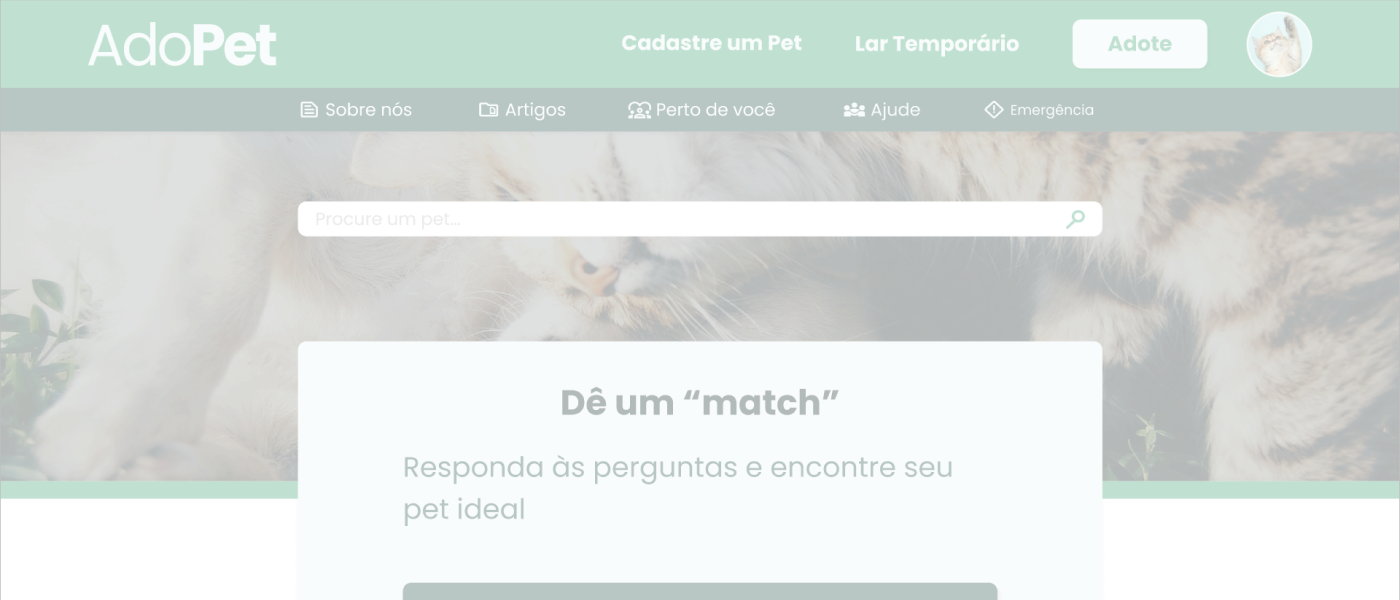 AdoPet
Cadastre um Pet
Lar Temporário
Adote
Sobre nós
Artigos
Perto de você
Ajude
Emergência
Procure um pet...
Dê um “match”
Responda às perguntas e encontre seu
pet ideal